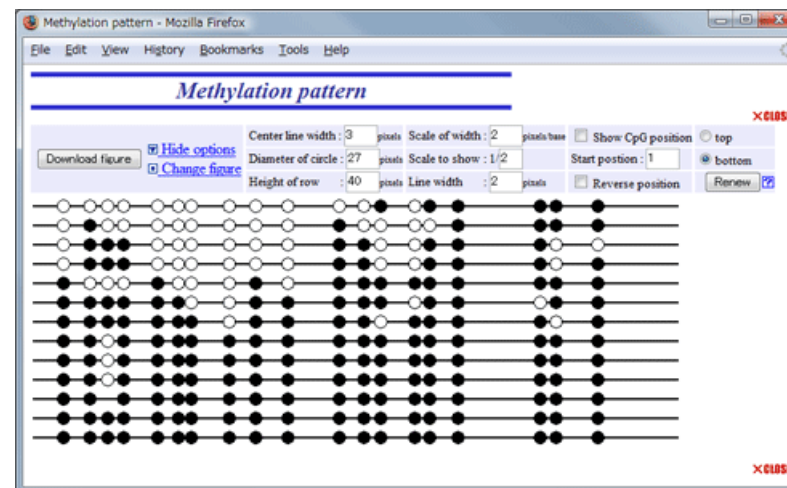 Methylation pattern - Mozilla Firefox
File Edit View History Bookmarks Tools Help
Methylation pattern
×CLOS
Download figure Hide options Change figure
Center line width : 3 pixels Scale of width : 2 pixels/base Show CpG position top
Diameter of circle : 27 pixels Scale to show : 1/2 Start postion : 1 bottom
Height of row : 40 pixels Line width : 2 pixels Reverse position Renew
×CLOS